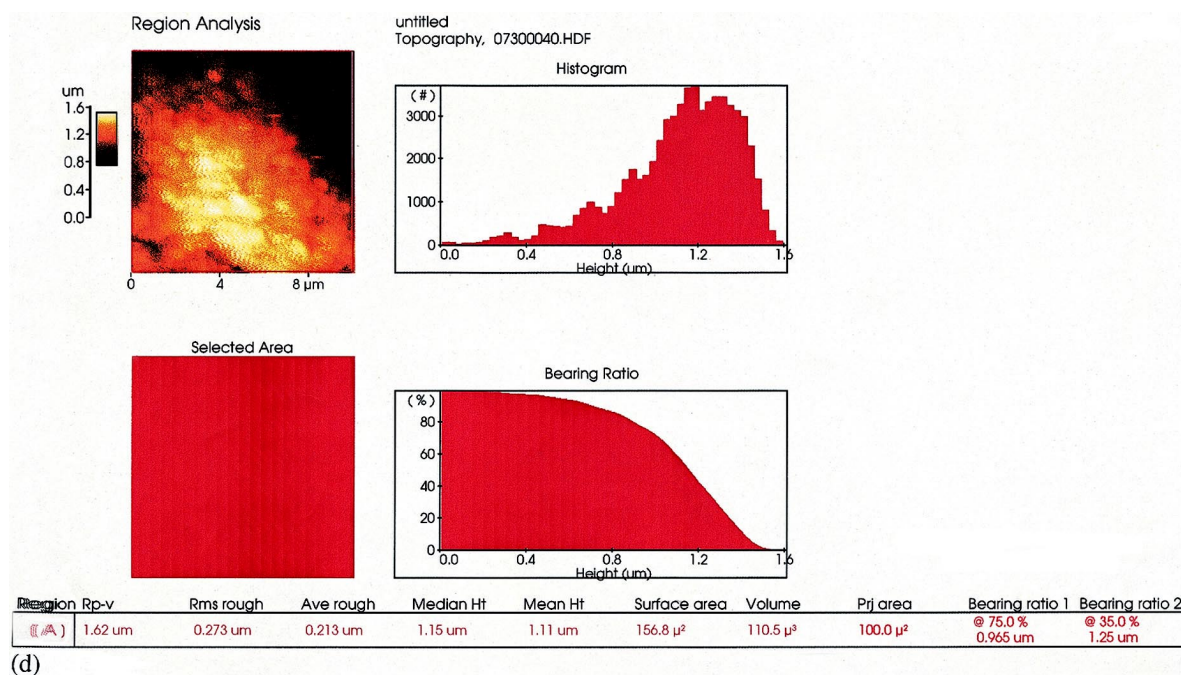 Region Analysis
untitled
Topography, 07300040.HDF
um
1.6
1.2
0.8
0.4
0.0
0 4 8 µm
Histogram
(#)
3000
2000
1000
0
0.0 0.4 0.8 1.2 1.6
Height (um)
Selected Area
Bearing Ratio
(%)
80
60
40
20
0
0.0 0.4 0.8 1.2 1.6
Height (um)
Region Rp-v Rms rough Ave rough Median Ht Mean Ht Surface area Volume Prj area Bearing ratio 1 Bearing ratio 2
(A) 1.62 um 0.273 um 0.213 um 1.15 um 1.11 um 156.8 µ² 110.5 µ³ 100.0 µ² @ 75.0 % @ 35.0 %
0.965 um 1.25 um
(d)